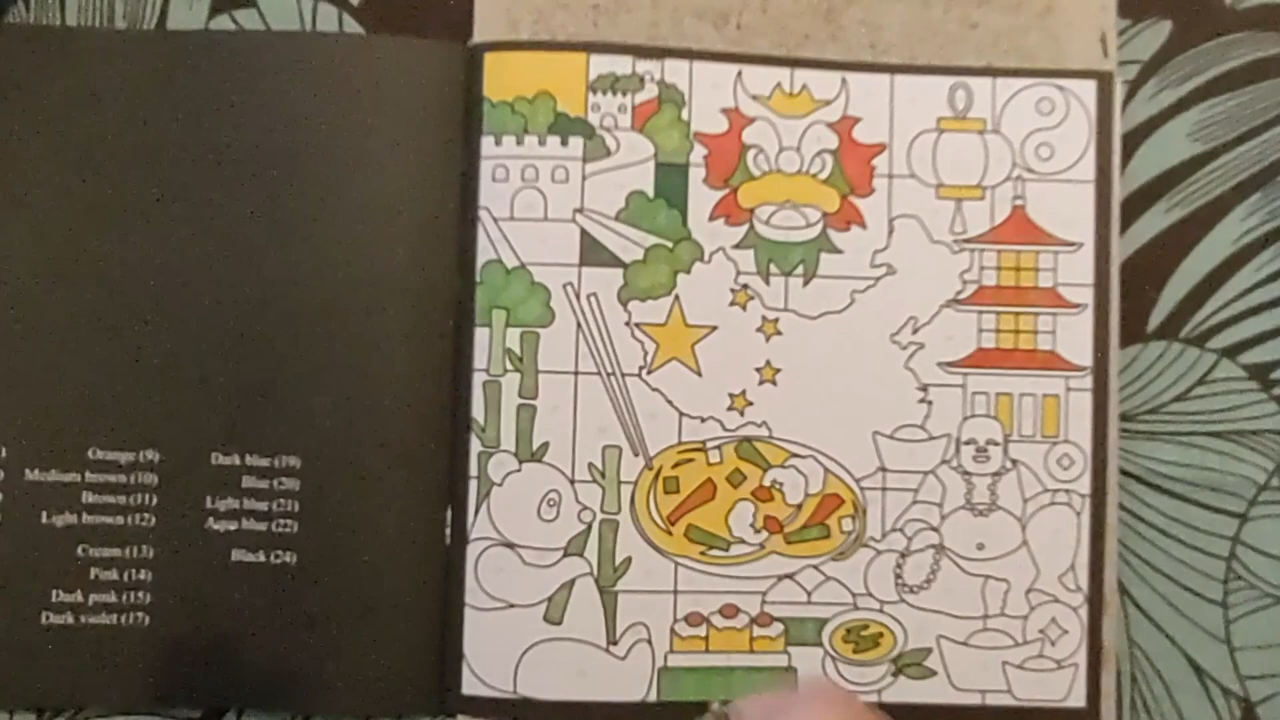 Orange (9)
Medium brown (10)
Brown (11)
Light brown (12)
Cream (13)
Pink (14)
Dark pink (15)
Dark violet (17)
Dark blue (19)
Blue (20)
Light blue (21)
Aqua blue (22)
Black (24)